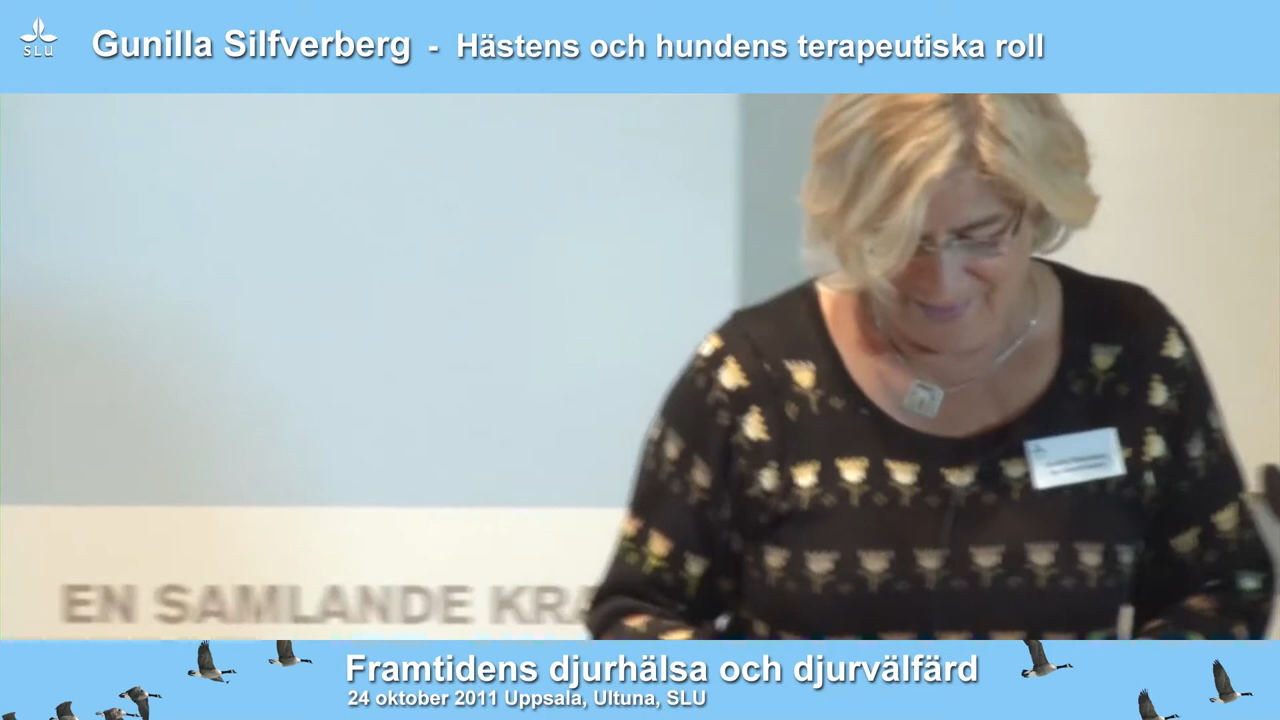 SLU
Gunilla Silfverberg - Hästens och hundens terapeutiska roll
EN SAMLANDE
Framtidens djurhälsa och djurvälfärd
24 oktober 2011 Uppsala, Ultuna, SLU